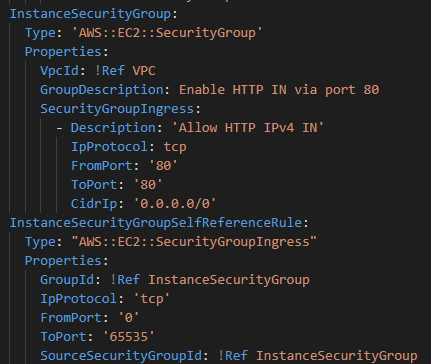 InstanceSecurityGroup:
  Type: 'AWS::EC2::SecurityGroup'
  Properties:
    VpcId: !Ref VPC
    GroupDescription: Enable HTTP IN via port 80
    SecurityGroupIngress:
      - Description: 'Allow HTTP IPv4 IN'
        IpProtocol: tcp
        FromPort: '80'
        ToPort: '80'
        CidrIp: '0.0.0.0/0'
InstanceSecurityGroupSelfReferenceRule:
  Type: "AWS::EC2::SecurityGroupIngress"
  Properties:
    GroupId: !Ref InstanceSecurityGroup
    IpProtocol: 'tcp'
    FromPort: '0'
    ToPort: '65535'
    SourceSecurityGroupId: !Ref InstanceSecurityGroup